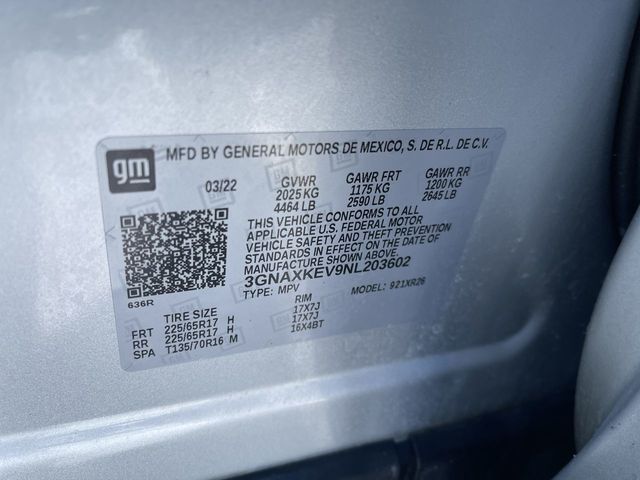 gm
MFD BY GENERAL MOTORS DE MEXICO, S. DE R.L. DE C.V.
03/22 GVWR GAWR FRT GAWR RR
2025 KG 1175 KG 1200 KG
4464 LB 2590 LB 2645 LB
THIS VEHICLE CONFORMS TO ALL
APPLICABLE U.S. FEDERAL MOTOR
VEHICLE SAFETY AND THEFT PREVENTION
STANDARDS IN EFFECT ON THE DATE OF
MANUFACTURE SHOWN ABOVE.
3GNAXKEV9NL203602
TYPE: MPV MODEL: 921XR26
636R
TIRE SIZE RIM
FRT 225/65R17 H 17X7J
RR 225/65R17 H 17X7J
SPA T135/70R16 M 16X4BT